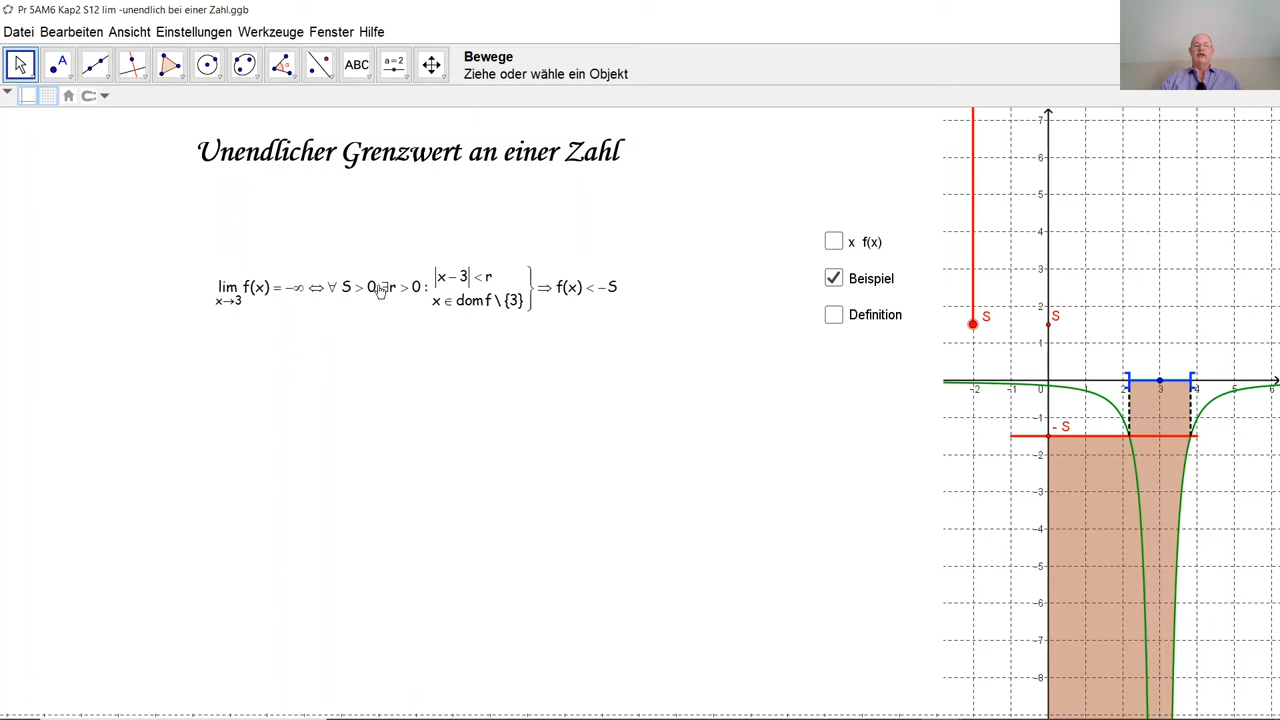 Pr 5AM6 Kap2 S12 lim -unendlich bei einer Zahl.ggb
Datei Bearbeiten Ansicht Einstellungen Werkzeuge Fenster Hilfe
A
ABC
a=2
Bewege
Ziehe oder wähle ein Objekt
Unendlicher Grenzwert an einer Zahl
|x − 3| < r
lim f(x) = −∞ ⇔ ∀ S > 0, ∃r > 0 : } ⇒ f(x) < −S
x→3 x ∈ dom f \ {3}
x f(x)
Beispiel
Definition
7
6
5
4
3
2
1
S
S
-2 -1 0 1 2 3 4 5 6
-1
- S
-2
-3
-4
-5
-6
-7
-8